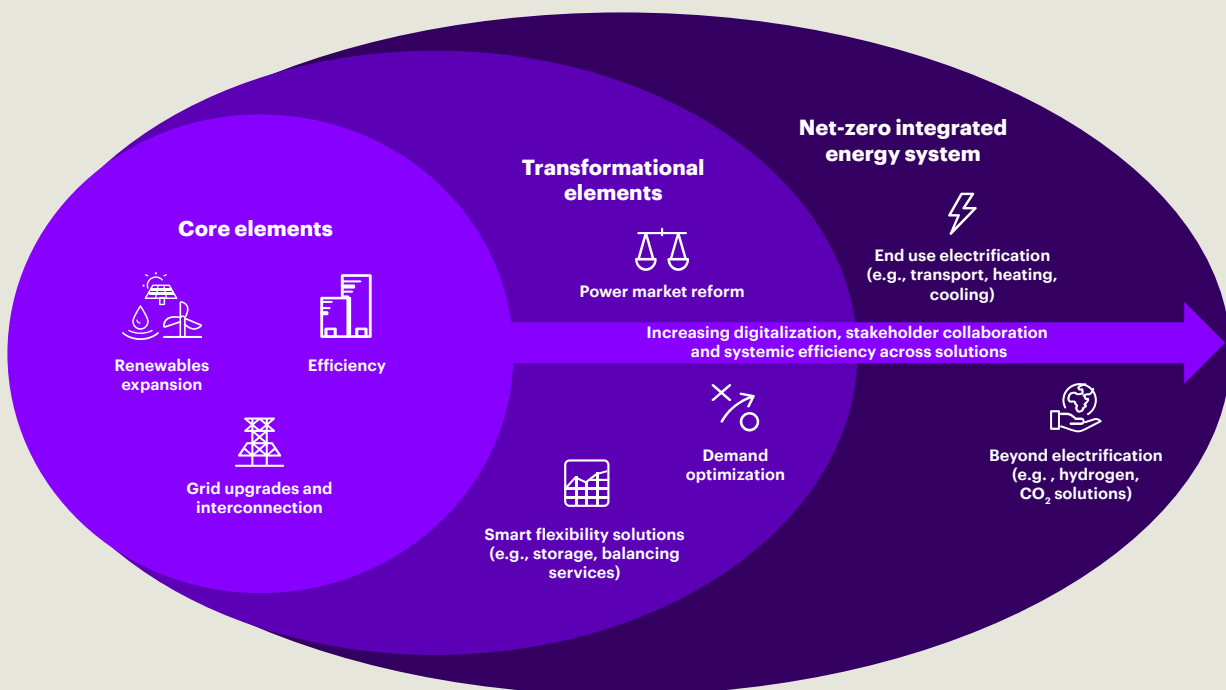 Core elements
Renewables
expansion
Efficiency
Grid upgrades and
interconnection
Transformational
elements
Power market reform
Increasing digitalization, stakeholder collaboration
and systemic efficiency across solutions
Demand
optimization
Smart flexibility solutions
(e.g., storage, balancing
services)
Net-zero integrated
energy system
End use electrification
(e.g., transport, heating,
cooling)
Beyond electrification
(e.g. , hydrogen,
CO₂ solutions)